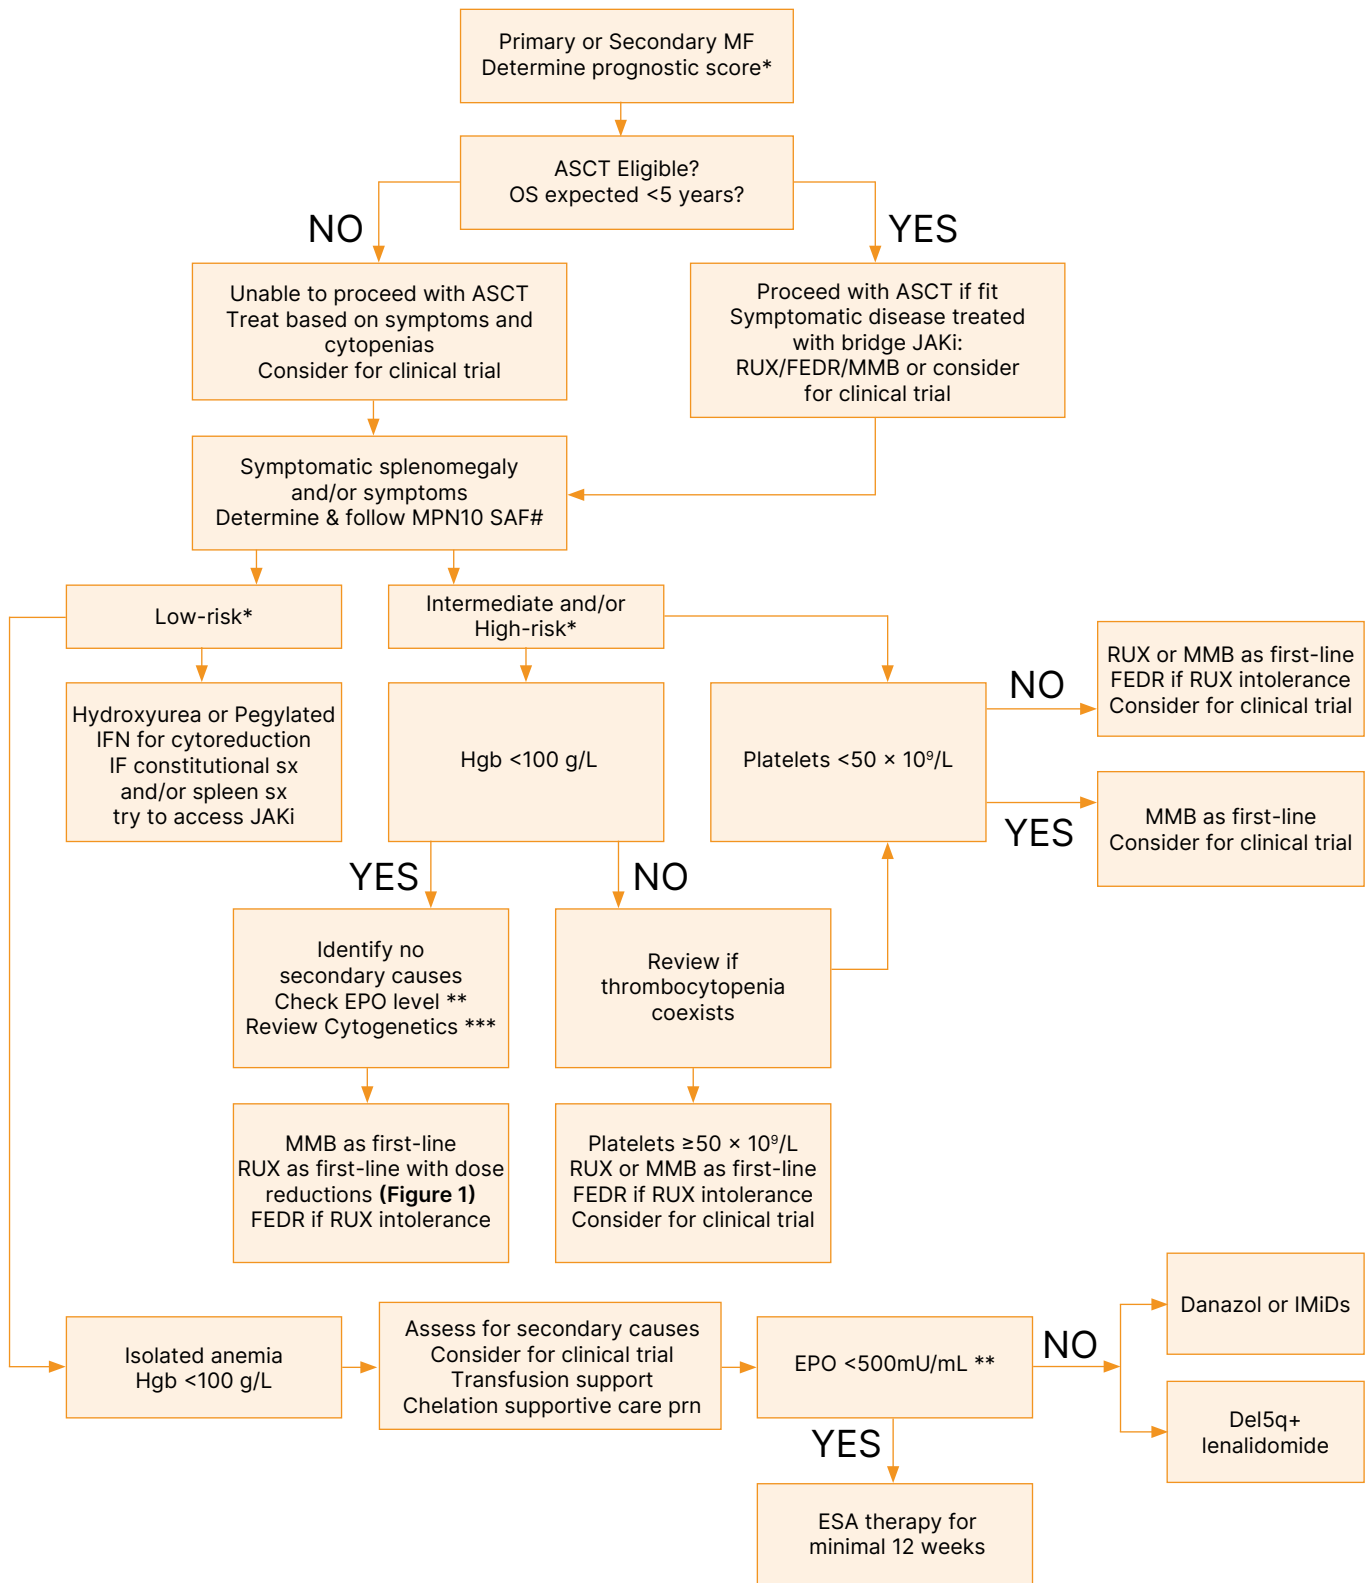 Primary or Secondary MF
Determine prognostic score*
ASCT Eligible?
OS expected <5 years?
NO
YES
Unable to proceed with ASCT
Treat based on symptoms and
cytopenias
Consider for clinical trial
Proceed with ASCT if fit
Symptomatic disease treated
with bridge JAKi:
RUX/FEDR/MMB or consider
for clinical trial
Symptomatic splenomegaly
and/or symptoms
Determine & follow MPN10 SAF#
Low-risk*
Intermediate and/or
High-risk*
Hydroxyurea or Pegylated
IFN for cytoreduction
IF constitutional sx
and/or spleen sx
try to access JAKi
Hgb <100 g/L
Platelets <50 × 10⁹/L
NO
RUX or MMB as first-line
FEDR if RUX intolerance
Consider for clinical trial
YES
MMB as first-line
Consider for clinical trial
YES
NO
Identify no
secondary causes
Check EPO level **
Review Cytogenetics ***
Review if
thrombocytopenia
coexists
MMB as first-line
RUX as first-line with dose
reductions (Figure 1)
FEDR if RUX intolerance
Platelets ≥50 × 10⁹/L
RUX or MMB as first-line
FEDR if RUX intolerance
Consider for clinical trial
Isolated anemia
Hgb <100 g/L
Assess for secondary causes
Consider for clinical trial
Transfusion support
Chelation supportive care prn
EPO <500mU/mL **
NO
Danazol or IMiDs
Del5q+
lenalidomide
YES
ESA therapy for
minimal 12 weeks